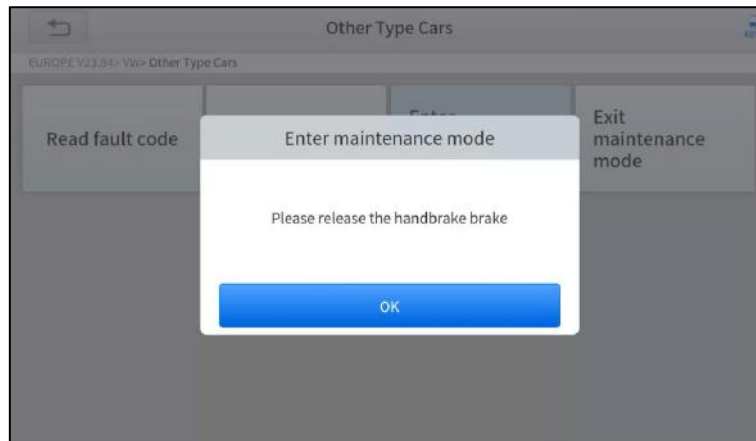 Other Type Cars
EUROPE V23.84> VW> Other Type Cars
Read fault code
Enter
Exit
maintenance
mode
Enter maintenance mode
Please release the handbrake brake
OK